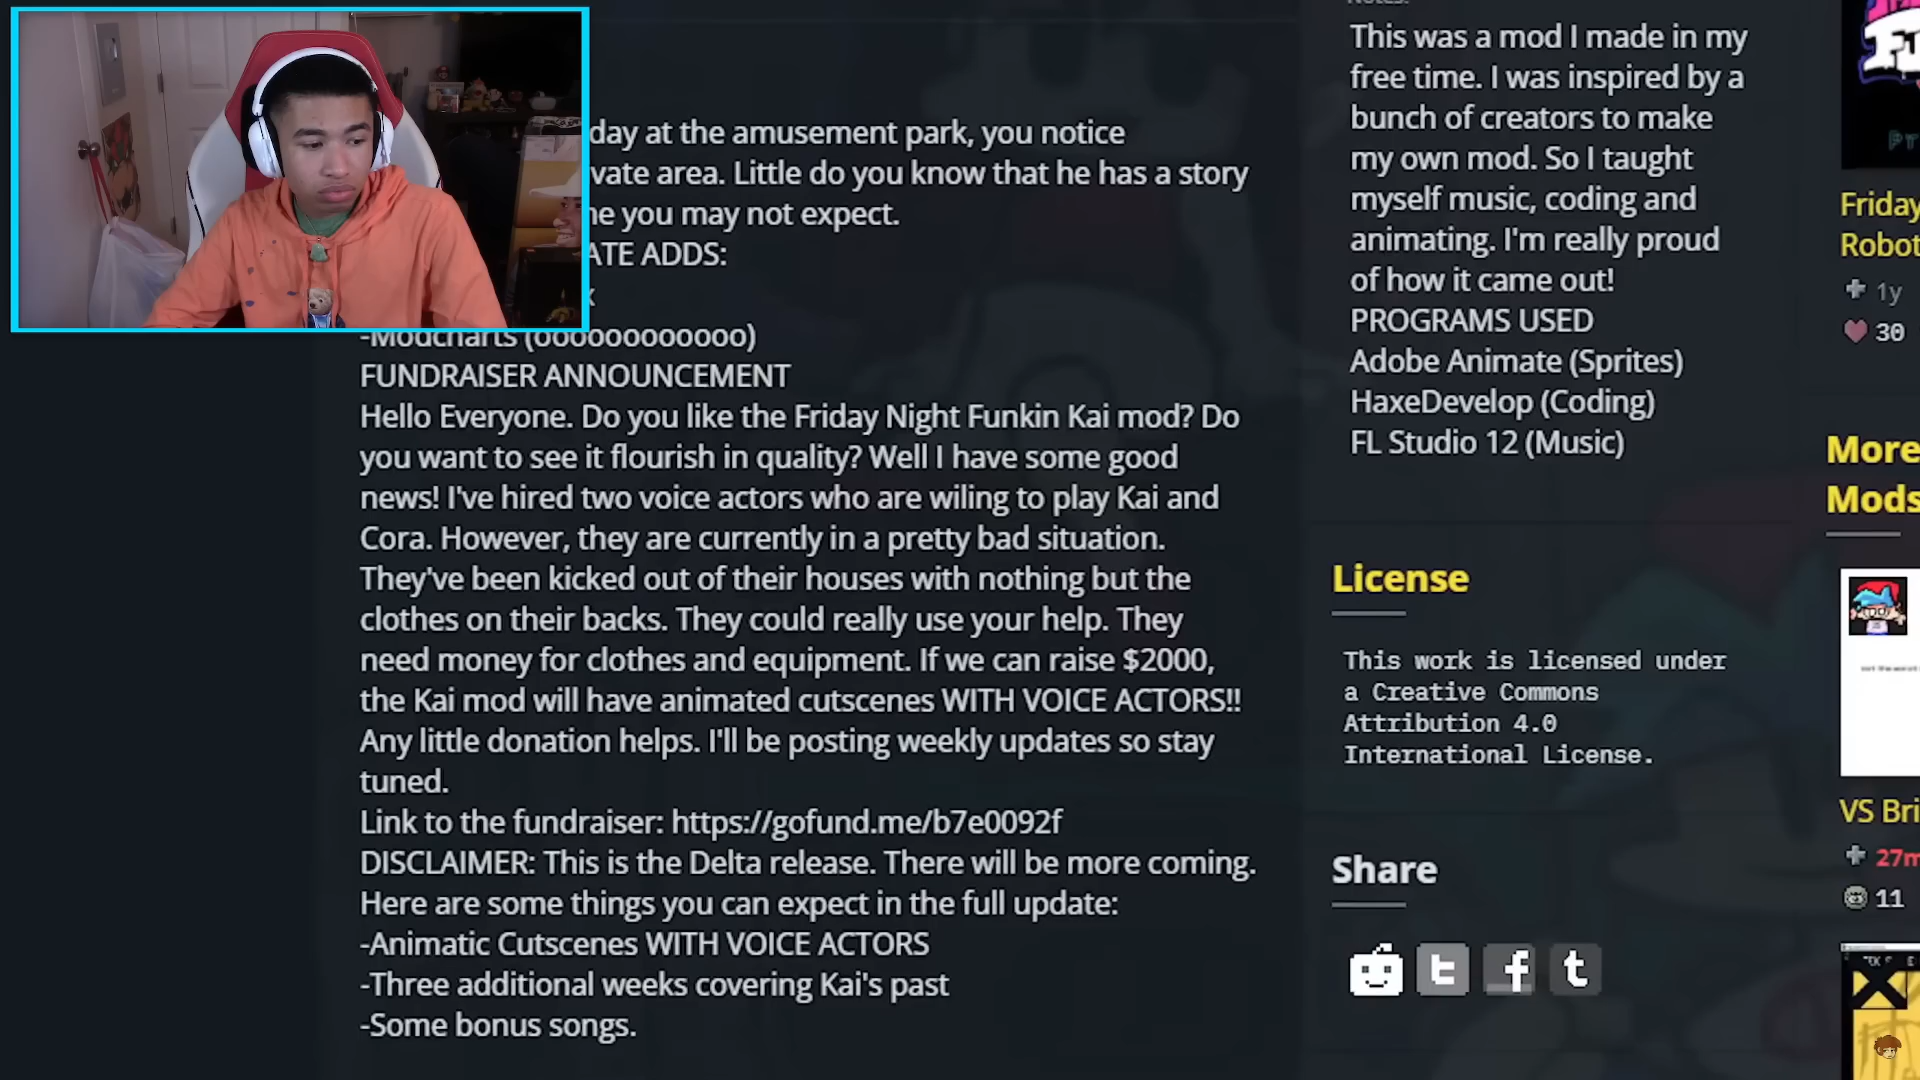 day at the amusement park, you notice
vate area. Little do you know that he has a story
you may not expect.
ATE ADDS:
-Modcharts (oooooooooooo)
FUNDRAISER ANNOUNCEMENT
Hello Everyone. Do you like the Friday Night Funkin Kai mod? Do
you want to see it flourish in quality? Well I have some good
news! I've hired two voice actors who are wiling to play Kai and
Cora. However, they are currently in a pretty bad situation.
They've been kicked out of their houses with nothing but the
clothes on their backs. They could really use your help. They
need money for clothes and equipment. If we can raise $2000,
the Kai mod will have animated cutscenes WITH VOICE ACTORS!!
Any little donation helps. I'll be posting weekly updates so stay
tuned.
Link to the fundraiser: https://gofund.me/b7e0092f
DISCLAIMER: This is the Delta release. There will be more coming.
Here are some things you can expect in the full update:
-Animatic Cutscenes WITH VOICE ACTORS
-Three additional weeks covering Kai's past
-Some bonus songs.
Notes:
This was a mod I made in my
free time. I was inspired by a
bunch of creators to make
my own mod. So I taught
myself music, coding and
animating. I'm really proud
of how it came out!
PROGRAMS USED
Adobe Animate (Sprites)
HaxeDevelop (Coding)
FL Studio 12 (Music)
License
This work is licensed under
a Creative Commons
Attribution 4.0
International License.
Share
Friday
Robot
1y
30
More
Mods
VS Bri
27m
11